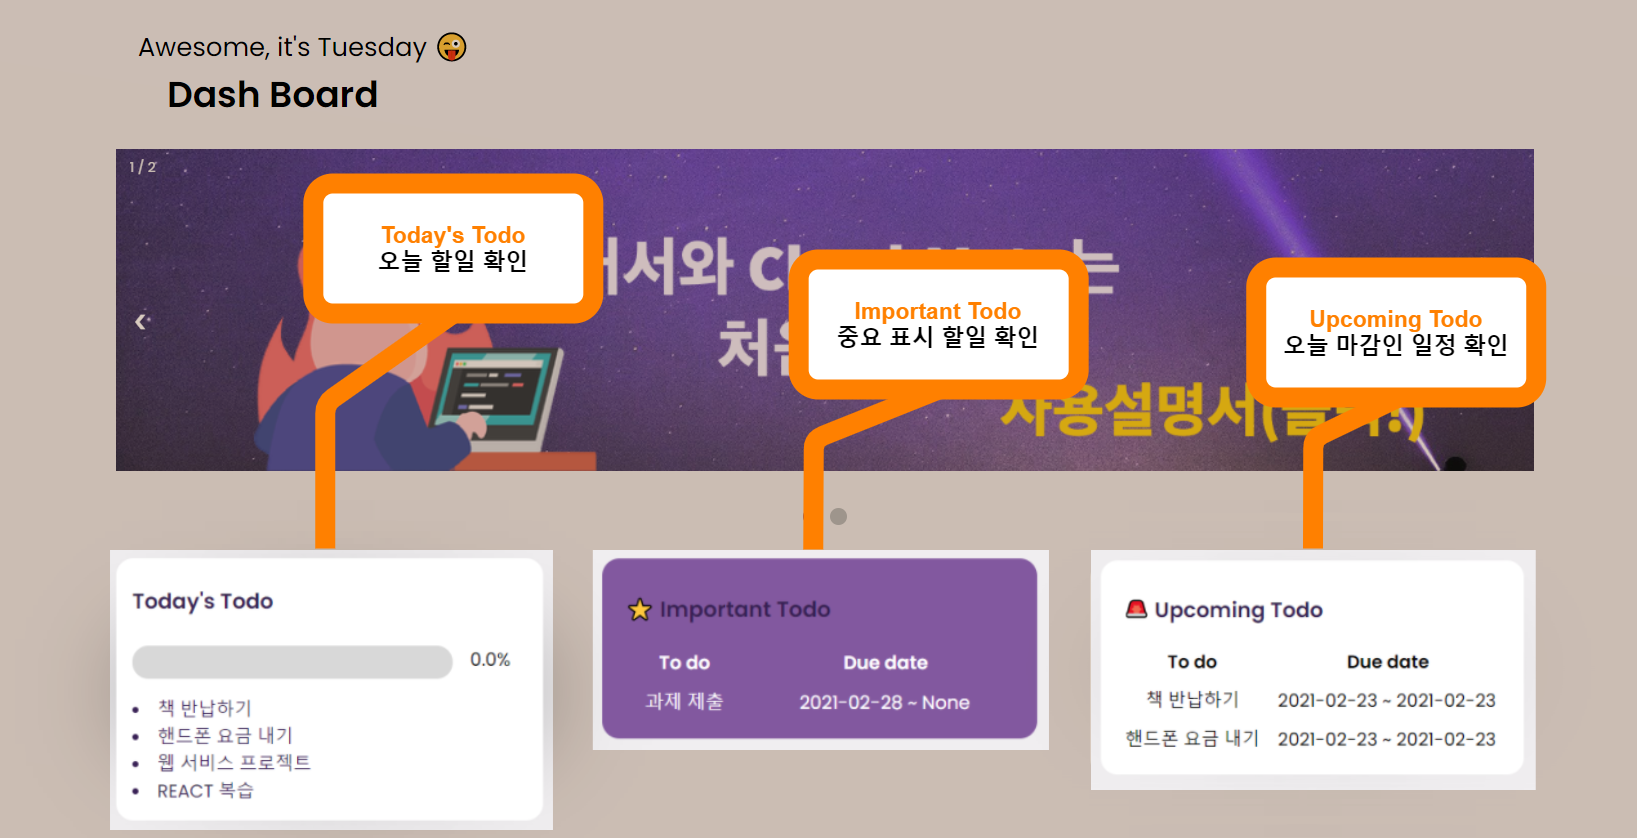 Awesome, it's Tuesday 😜
Dash Board
1 / 2
Today's Todo
오늘 할일 확인
서와
는
Important Todo
중요 표시 할일 확인
Upcoming Todo
오늘 마감인 일정 확인
사용설명서(
Today's Todo
0.0%
• 책 반납하기
• 핸드폰 요금 내기
• 웹 서비스 프로젝트
• REACT 복습
⭐ Important Todo
To do Due date
과제 제출 2021-02-28 ~ None
🚨 Upcoming Todo
To do Due date
책 반납하기 2021-02-23 ~ 2021-02-23
핸드폰 요금 내기 2021-02-23 ~ 2021-02-23